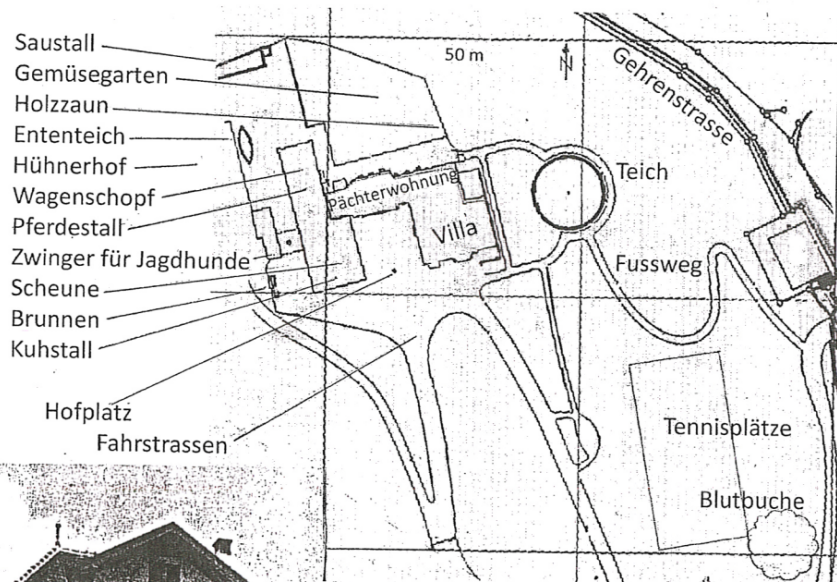 Saustall
Gemüsegarten
Holzzaun
Ententeich
Hühnerhof
Wagenschopf
Pferdestall
Zwinger für Jagdhunde
Scheune
Brunnen
Kuhstall
Hofplatz
Fahrstrassen
50 m
N
Gehrenstrasse
Pächterwohnung
Villa
Teich
Fussweg
Tennisplätze
Blutbuche